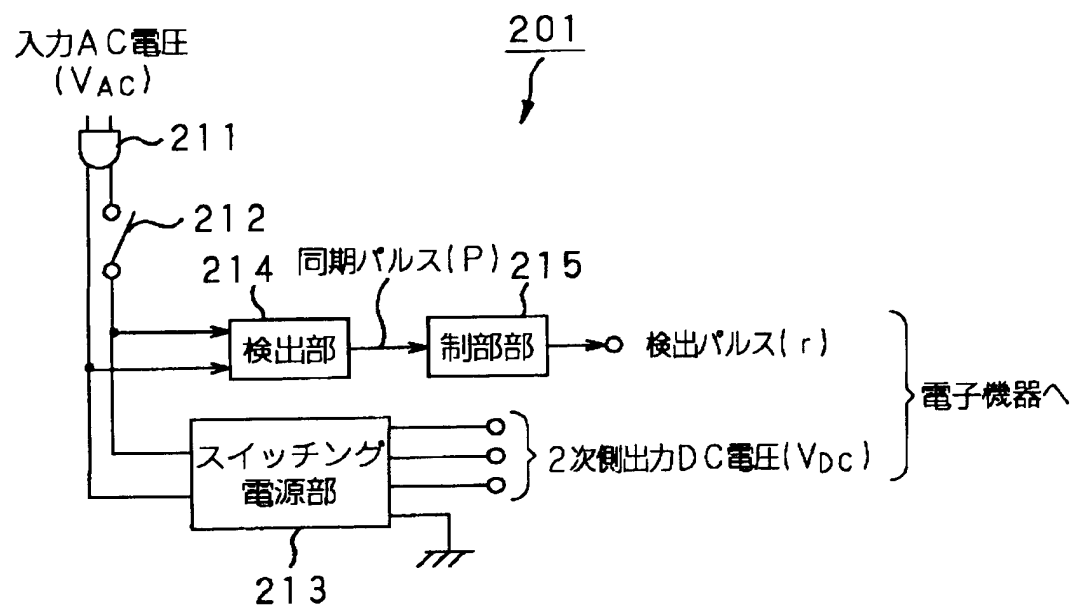 201
入力AC電圧
(VAC)
211
212
214
同期パルス(P)
215
検出部
制部部
検出パルス(r)
電子機器へ
スイッチング
電源部
2次側出力DC電圧(VDC)
213